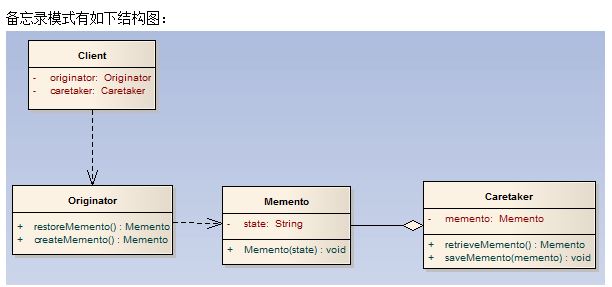 备忘录模式有如下结构图：
Client
- originator: Originator
- caretaker: Caretaker
Originator
+ restoreMemento() : Memento
+ createMemento() : Memento
Memento
- state: String
+ Memento(state) : void
Caretaker
- memento: Memento
+ retrieveMemento() : Memento
+ saveMemento(memento) : void